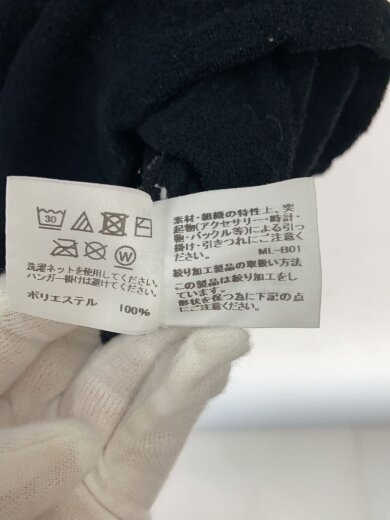 30
W
洗濯ネットを使用してください。
ハンガー掛けは避けてください。
ポリエステル 100%
素材・組織の特性上、突
起物(アクセサリー・時計・
鞄・バックル等)による引っ
掛け・引きつれにご注意くだ
さい。 ML-B01
絞り加工製品の取扱い方法
この製品は絞り加工をし
ています。
形状を保つ為に下記の点
にご注意ください。